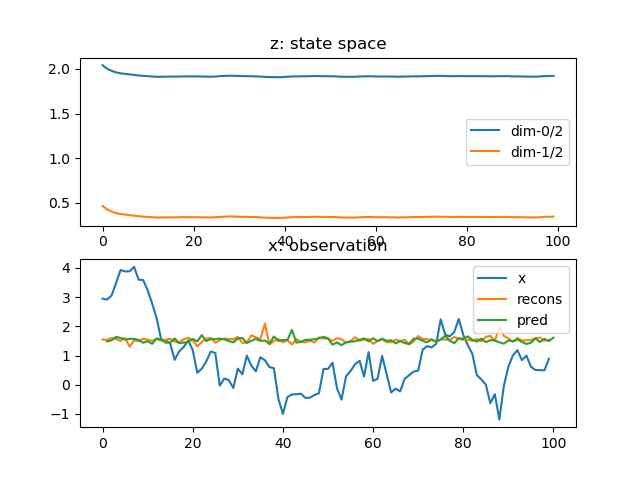 z: state space
2.0
1.5
1.0
0.5
dim-0/2
dim-1/2
0 20 40 60 80 100
x: observation
4
3
2
1
0
−1
x
recons
pred
0 20 40 60 80 100